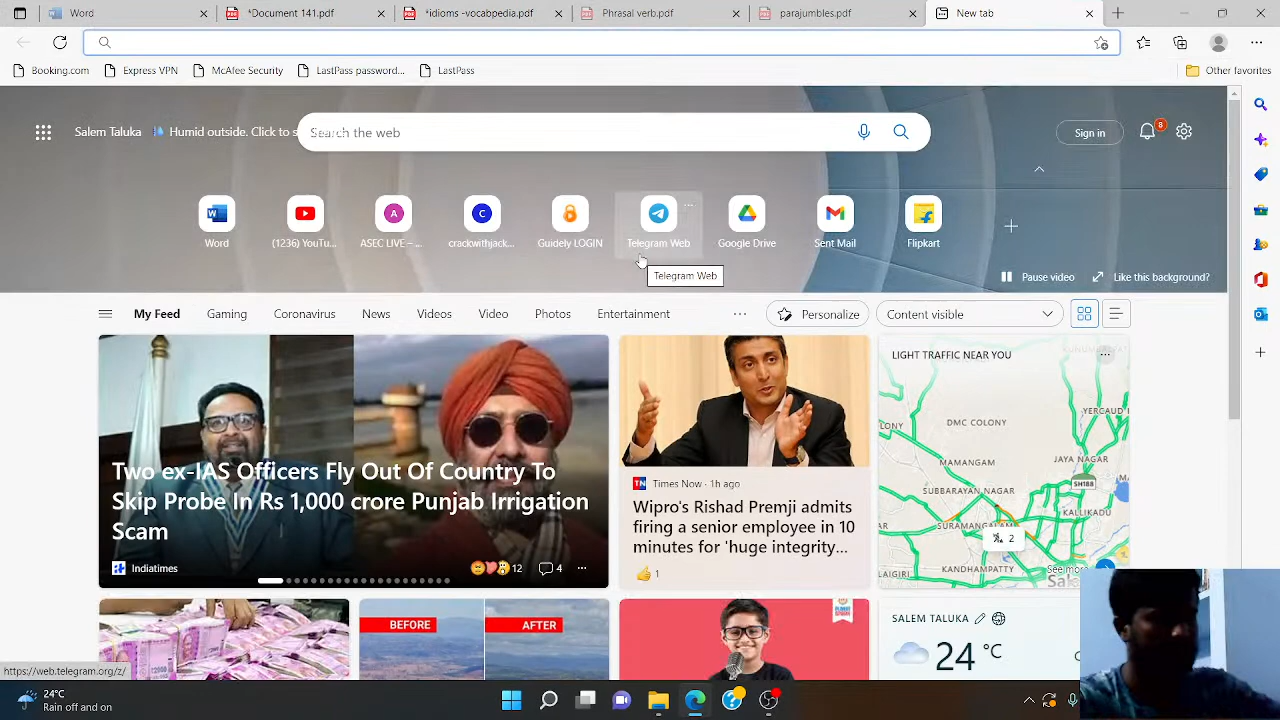 Word
*Document 141.pdf
*idioms -vocapedia.pdf
Phrasal verb.pdf
parajumbles.pdf
New tab
Booking.com
Express VPN
McAfee Security
LastPass password...
LastPass
Other favorites
Salem Taluka
Humid outside. Click to s
Search the web
Sign in
8
Word
(1236) YouTu...
ASEC LIVE – ...
crackwithjack...
Guidely LOGIN
Telegram Web
Google Drive
Sent Mail
Flipkart
A
C
Telegram Web
Pause video
Like this background?
My Feed
Gaming
Coronavirus
News
Videos
Video
Photos
Entertainment
Personalize
Content visible
Two ex-IAS Officers Fly Out Of Country To
Skip Probe In Rs 1,000 crore Punjab Irrigation
Scam
Indiatimes
12
4
TN
Times Now · 1h ago
Wipro's Rishad Premji admits
firing a senior employee in 10
minutes for 'huge integrity...
1
LIGHT TRAFFIC NEAR YOU
DMC COLONY
YERCAUD
MAMANGAM
JAYA NAGAR
SH188
SUBBARAYAN NAGAR
KALLIKADU
SURAMANGALAM
2
KANDHAMPATTY
See more
BEFORE
AFTER
SALEM TALUKA
24 °C
https://web.telegram.org/z/
24°C
Rain off and on